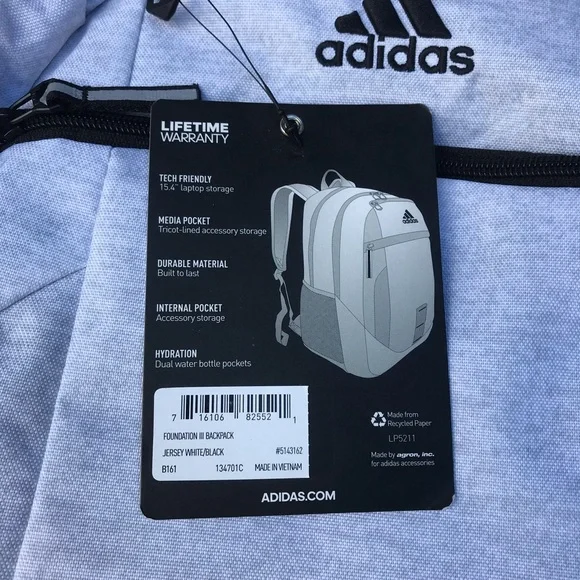 adidas
LIFETIME
WARRANTY
TECH FRIENDLY
15.4" laptop storage
MEDIA POCKET
Tricot-lined accessory storage
DURABLE MATERIAL
Built to last
INTERNAL POCKET
Accessory storage
HYDRATION
Dual water bottle pockets
adidas
7 16106 82552 1
FOUNDATION III BACKPACK
JERSEY WHITE/BLACK #5143162
B161 134701C MADE IN VIETNAM
Made from
Recycled Paper
LP5211
Made by agron, inc.
for adidas accessories
ADIDAS.COM